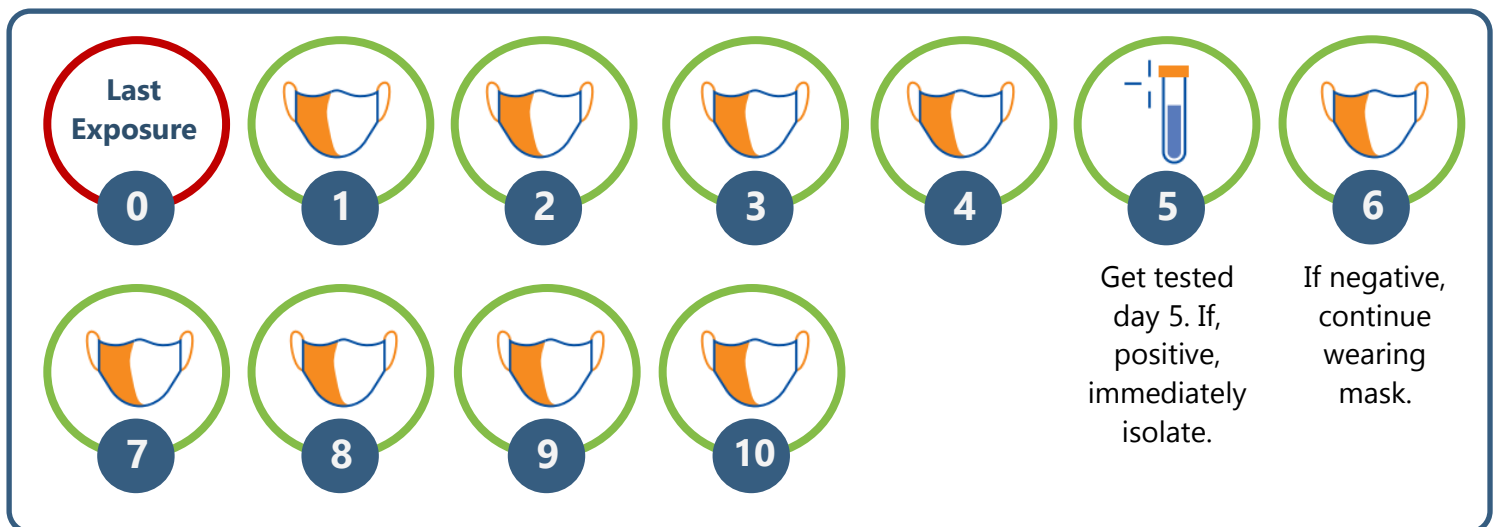 Last
Exposure
0
1
2
3
4
5
6
Get tested
day 5. If,
positive,
immediately
isolate.
If negative,
continue
wearing
mask.
7
8
9
10